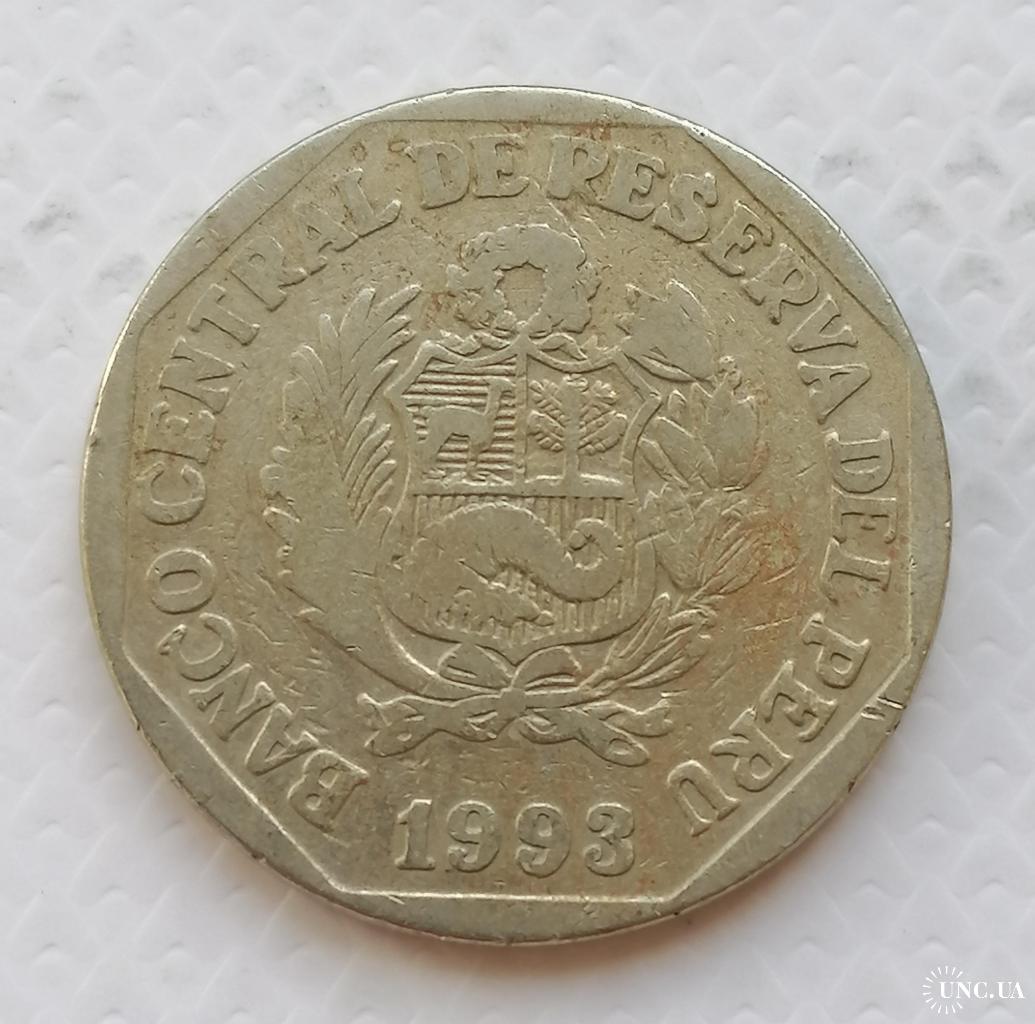 BANCO CENTRAL DE RESERVA DEL PERU
1993
UNC.UA